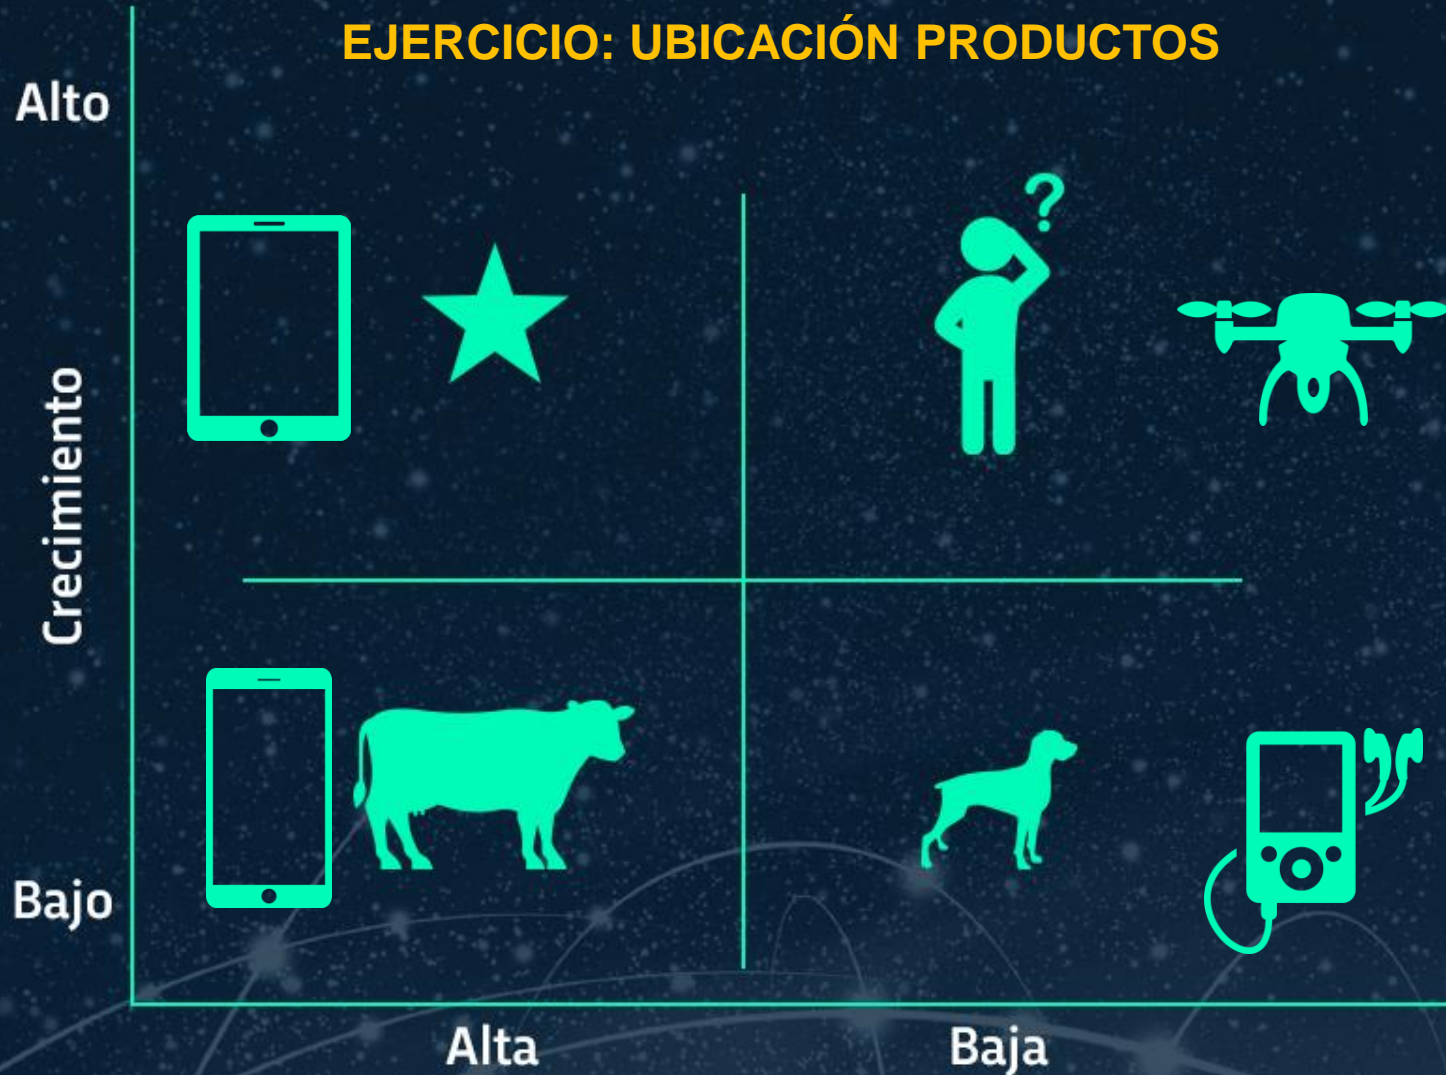 EJERCICIO: UBICACIÓN PRODUCTOS
Alto
?
Crecimiento
Bajo
Alta
Baja